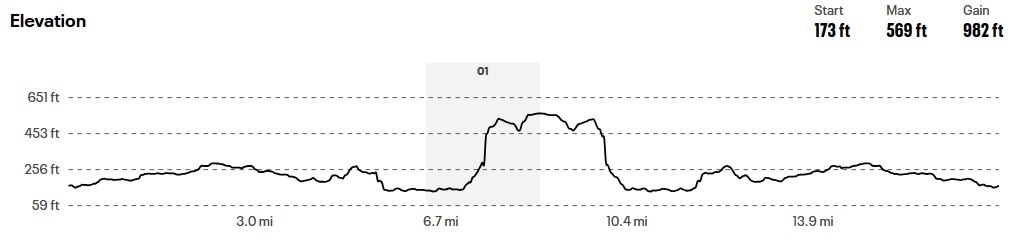 Elevation
Start Max Gain
173 ft 569 ft 982 ft
01
651 ft
453 ft
256 ft
59 ft
3.0 mi 6.7 mi 10.4 mi 13.9 mi